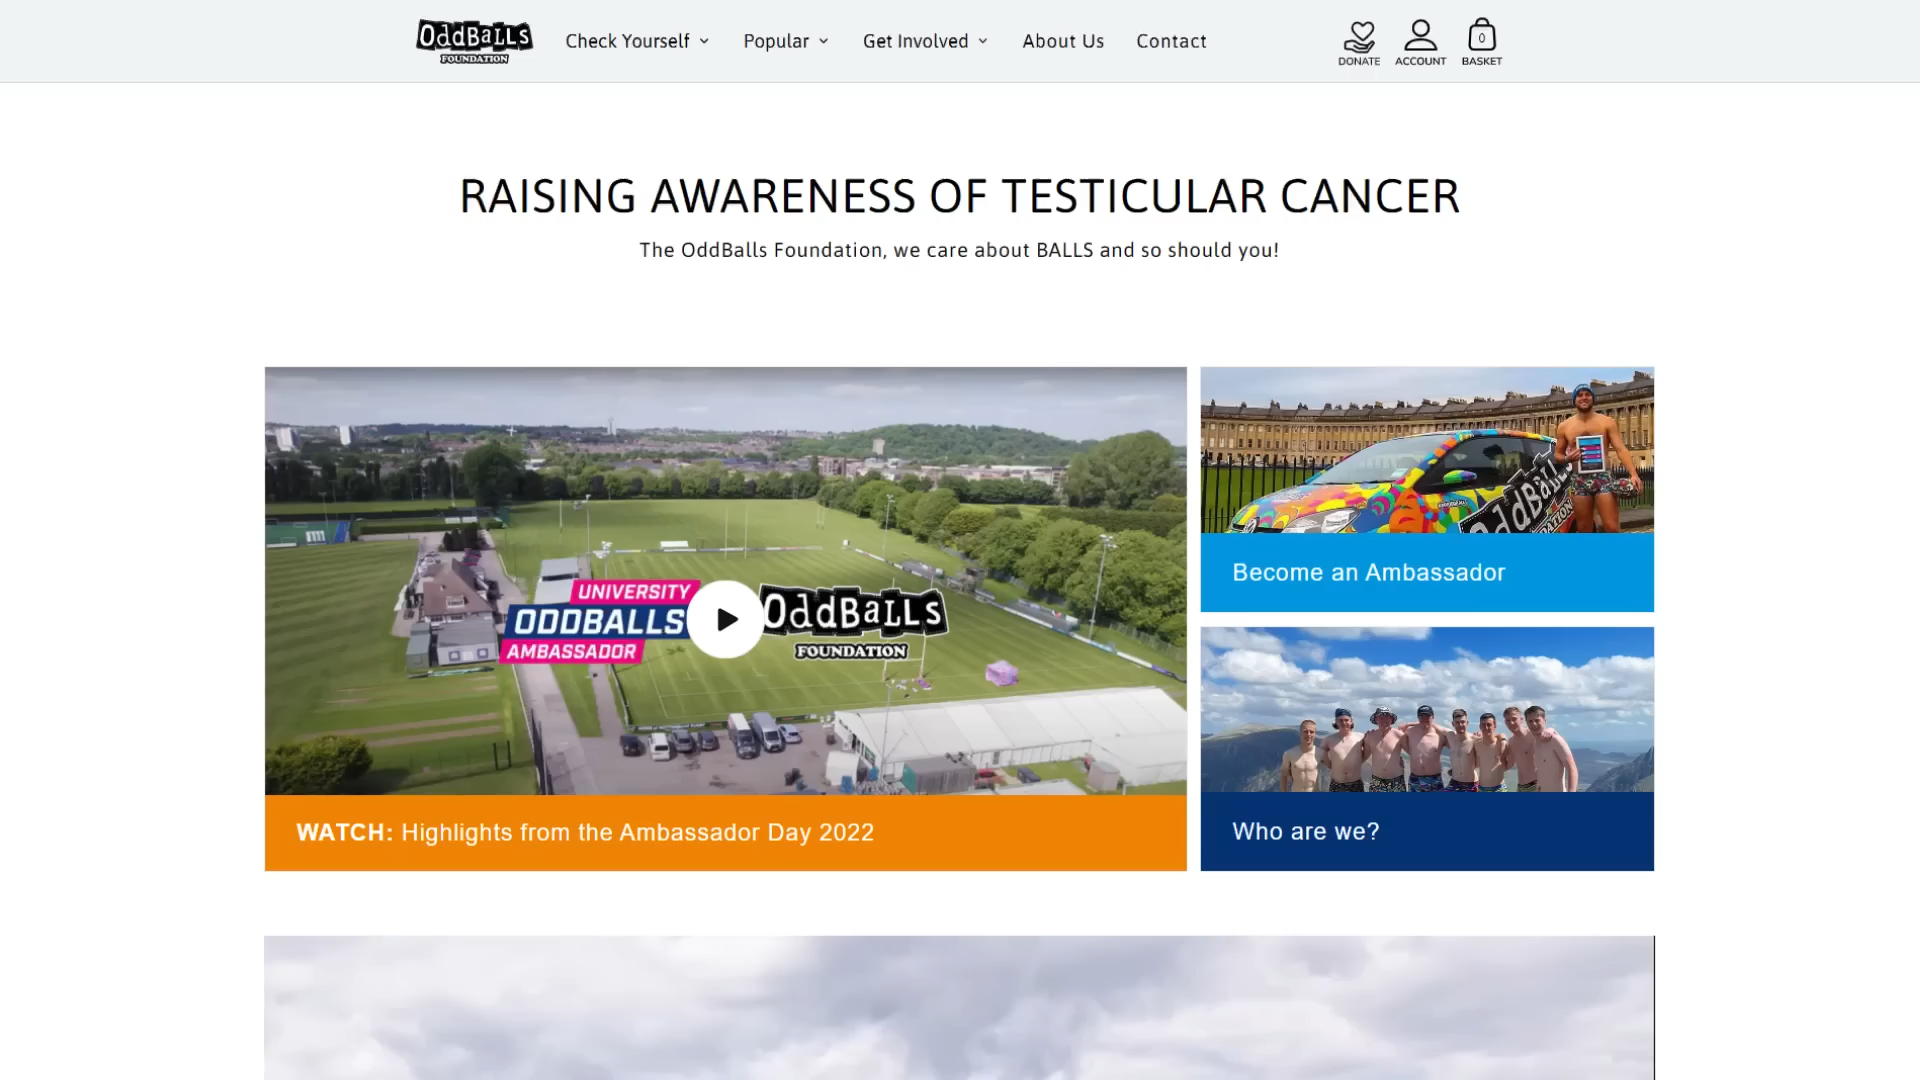 OddBalls
FOUNDATION
Check Yourself
Popular
Get Involved
About Us
Contact
DONATE
ACCOUNT
0
BASKET
RAISING AWARENESS OF TESTICULAR CANCER
The OddBalls Foundation, we care about BALLS and so should you!
UNIVERSITY
ODDBALLS
AMBASSADOR
OddBalls
FOUNDATION
WATCH: Highlights from the Ambassador Day 2022
OddBalls
Become an Ambassador
Who are we?